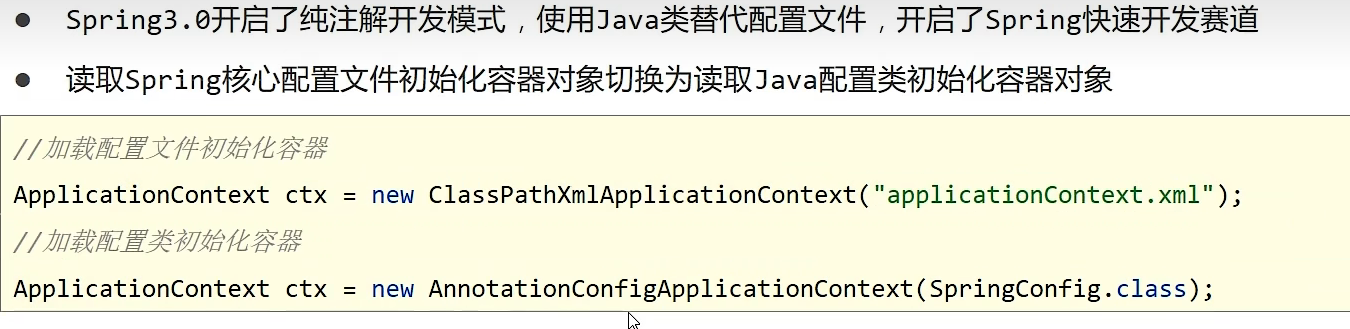 ● Spring3.0开启了纯注解开发模式，使用Java类替代配置文件，开启了Spring快速开发赛道
● 读取Spring核心配置文件初始化容器对象切换为读取Java配置类初始化容器对象
//加载配置文件初始化容器
ApplicationContext ctx = new ClassPathXmlApplicationContext("applicationContext.xml");
//加载配置类初始化容器
ApplicationContext ctx = new AnnotationConfigApplicationContext(SpringConfig.class);